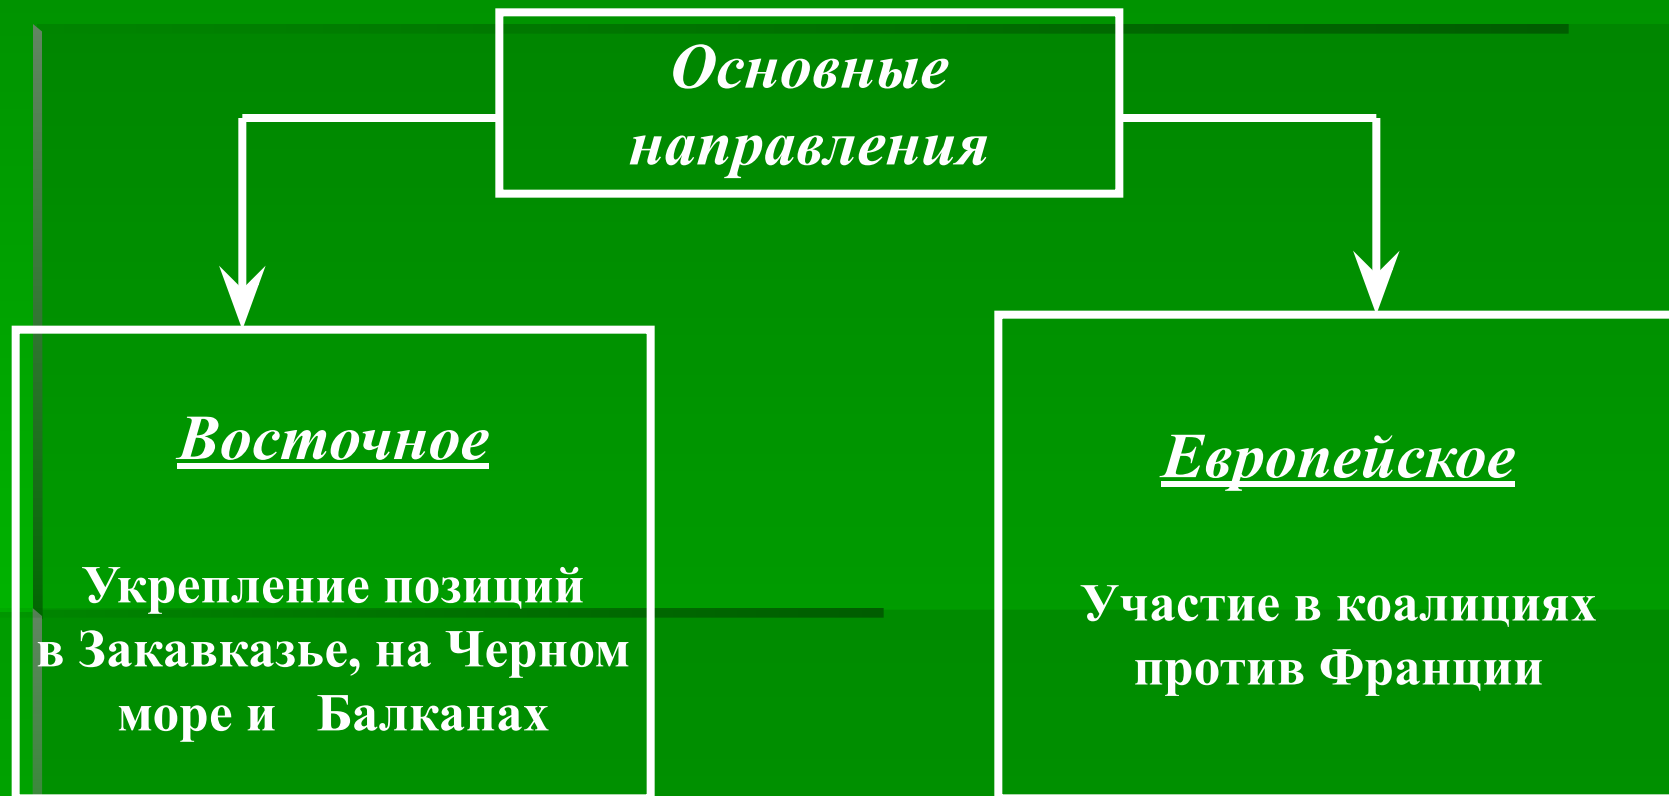 Основные
направления
Восточное
Укрепление позиций
в Закавказье, на Черном
море и Балканах
Европейское
Участие в коалициях
против Франции